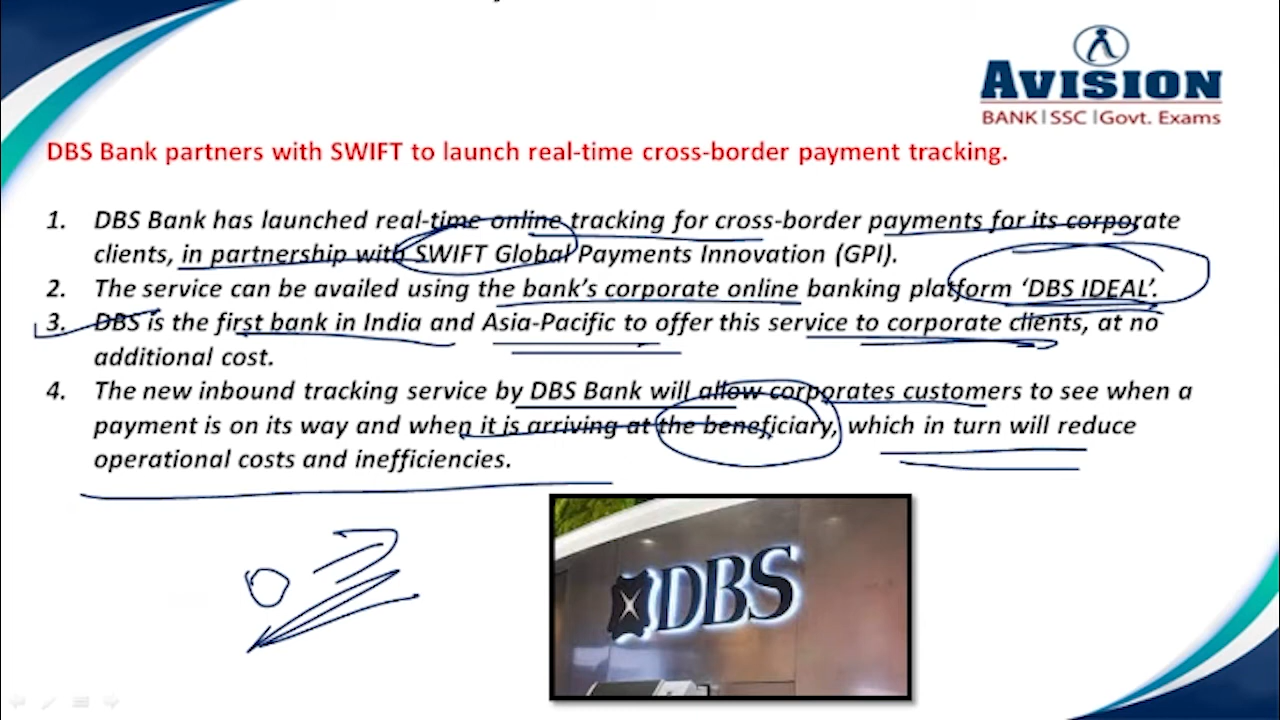 AVISION
BANK|SSC|Govt. Exams
DBS Bank partners with SWIFT to launch real-time cross-border payment tracking.
1. DBS Bank has launched real-time online tracking for cross-border payments for its corporate
clients, in partnership with SWIFT Global Payments Innovation (GPI).
2. The service can be availed using the bank's corporate online banking platform ‘DBS IDEAL’.
3. DBS is the first bank in India and Asia-Pacific to offer this service to corporate clients, at no
additional cost.
4. The new inbound tracking service by DBS Bank will allow corporates customers to see when a
payment is on its way and when it is arriving at the beneficiary, which in turn will reduce
operational costs and inefficiencies.
DBS